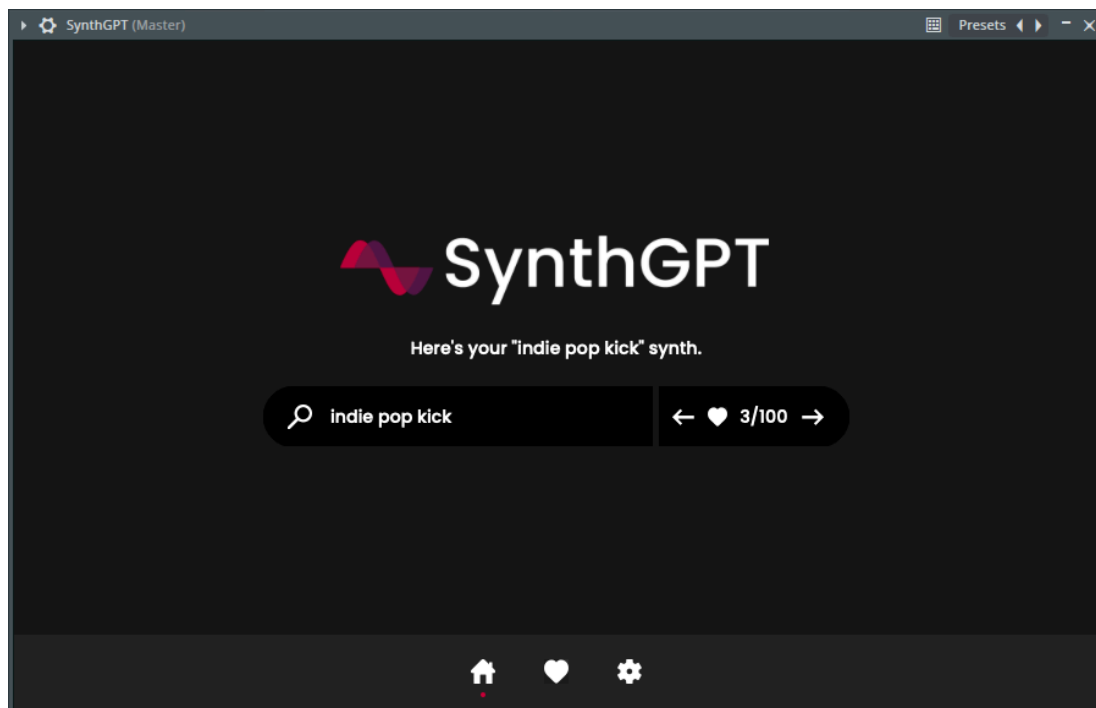 SynthGPT (Master) Presets
SynthGPT
Here's your "indie pop kick" synth.
indie pop kick 3/100